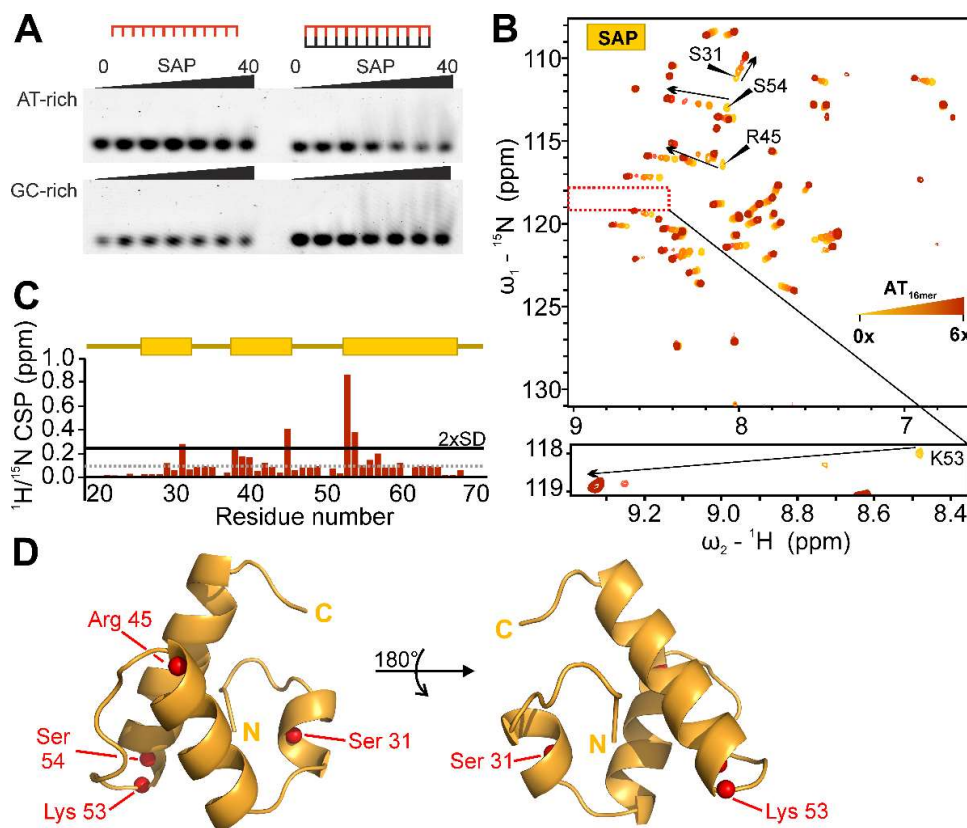 A
0 SAP 40 0 SAP 40
AT-rich
GC-rich
B
SAP
S31
S54
R45
108
110
115
120
125
130
ω₁ - ¹⁵N (ppm)
AT₁₆ₘₑᵣ
0x 6x
9 8 7
118
119
K53
9.2 9.0 8.8 8.6 8.4
ω₂ - ¹H (ppm)
C
¹H/¹⁵N CSP (ppm)
1.0
0.8
0.6
0.4
0.2
0.0
2xSD
20 30 40 50 60 70
Residue number
D
Arg 45
Ser
54
Lys 53
N
C
Ser 31
180°
C
N
Ser 31
Lys 53